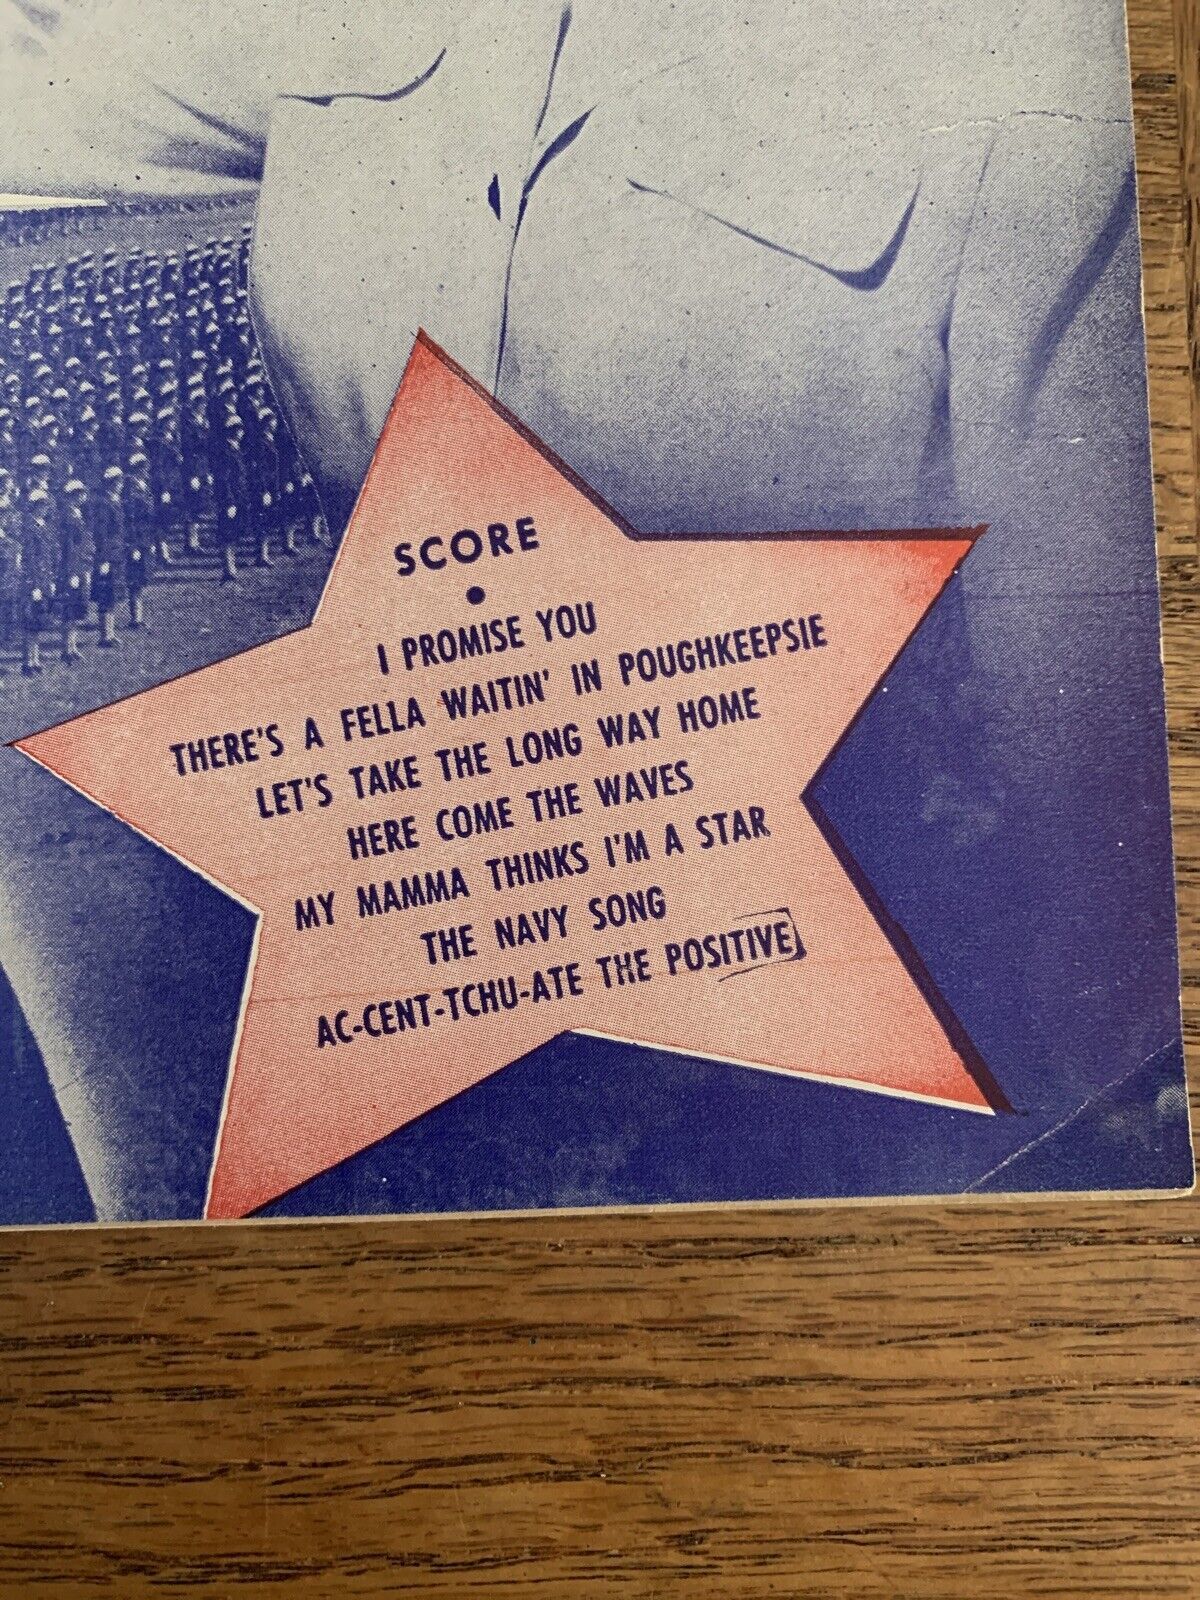 SCORE
I PROMISE YOU
THERE'S A FELLA WAITIN' IN POUGHKEEPSIE
LET'S TAKE THE LONG WAY HOME
HERE COME THE WAVES
MY MAMMA THINKS I'M A STAR
THE NAVY SONG
AC-CENT-TCHU-ATE THE POSITIVE